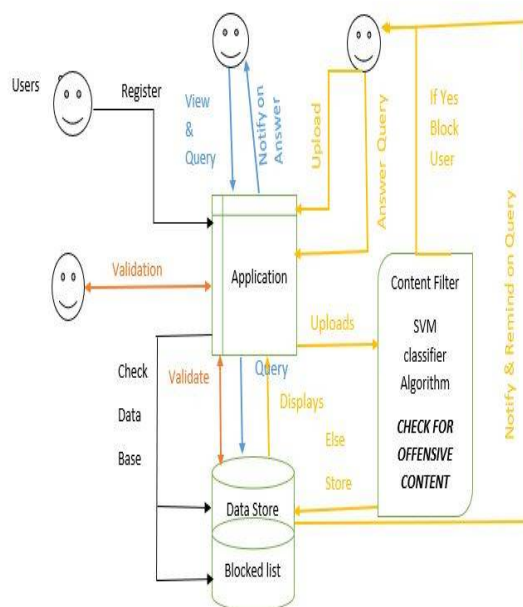 Users
Register
View
&
Query
Notify on
Answer
Upload
Answer Query
If Yes
Block
User
Notify & Remind on Query
Validation
Application
Content Filter
SVM
classifier
Algorithm
CHECK FOR
OFFENSIVE
CONTENT
Uploads
Check
Data
Base
Validate
Query
Displays
Else
Store
Data Store
Blocked list